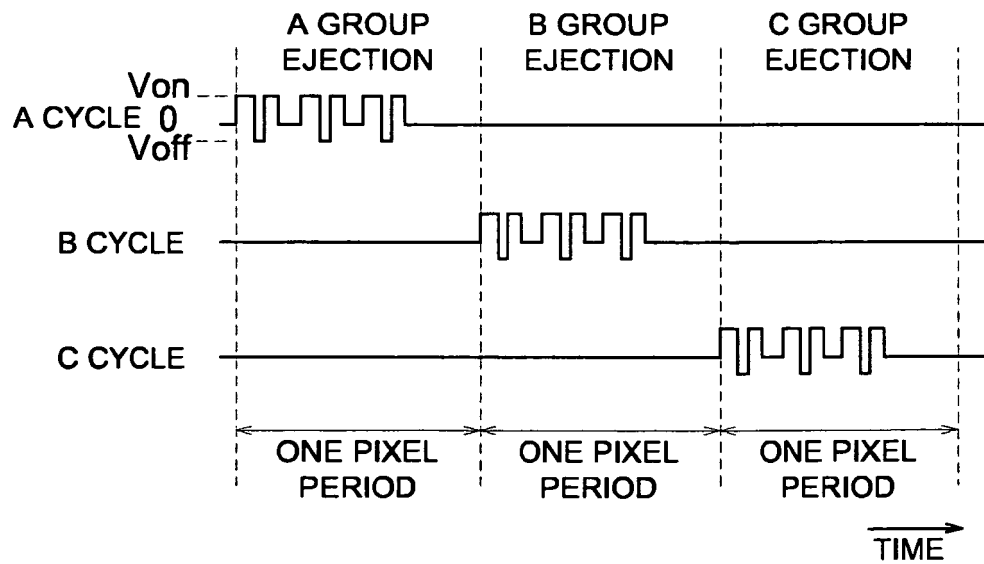 A GROUP EJECTION
B GROUP EJECTION
C GROUP EJECTION
Von
A CYCLE 0
Voff
B CYCLE
C CYCLE
ONE PIXEL PERIOD
ONE PIXEL PERIOD
ONE PIXEL PERIOD
TIME